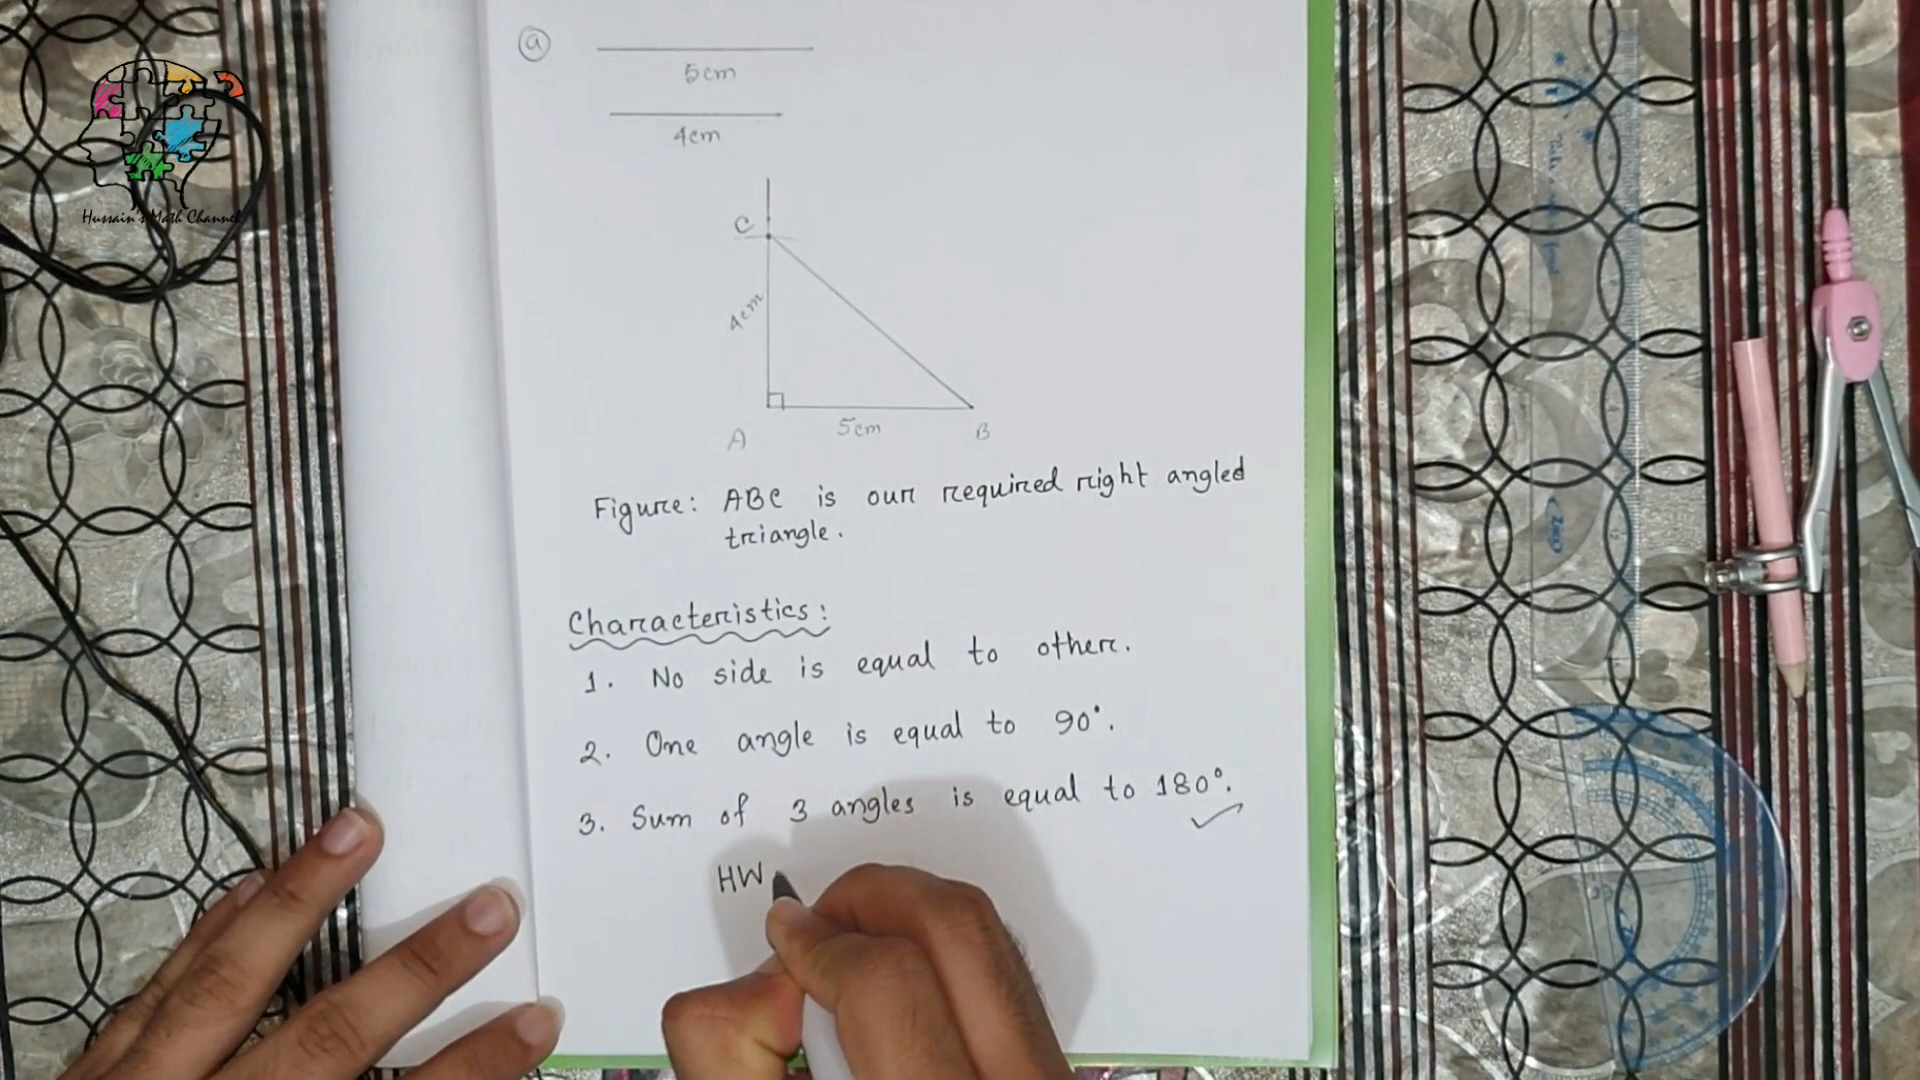 a
5cm
4cm
C
4cm
5cm
A
B
Figure: ABC is our required right angled
triangle.
Characteristics:
1. No side is equal to other.
2. One angle is equal to 90°.
3. Sum of 3 angles is equal to 180°.
HW
Hussain's Math Channel